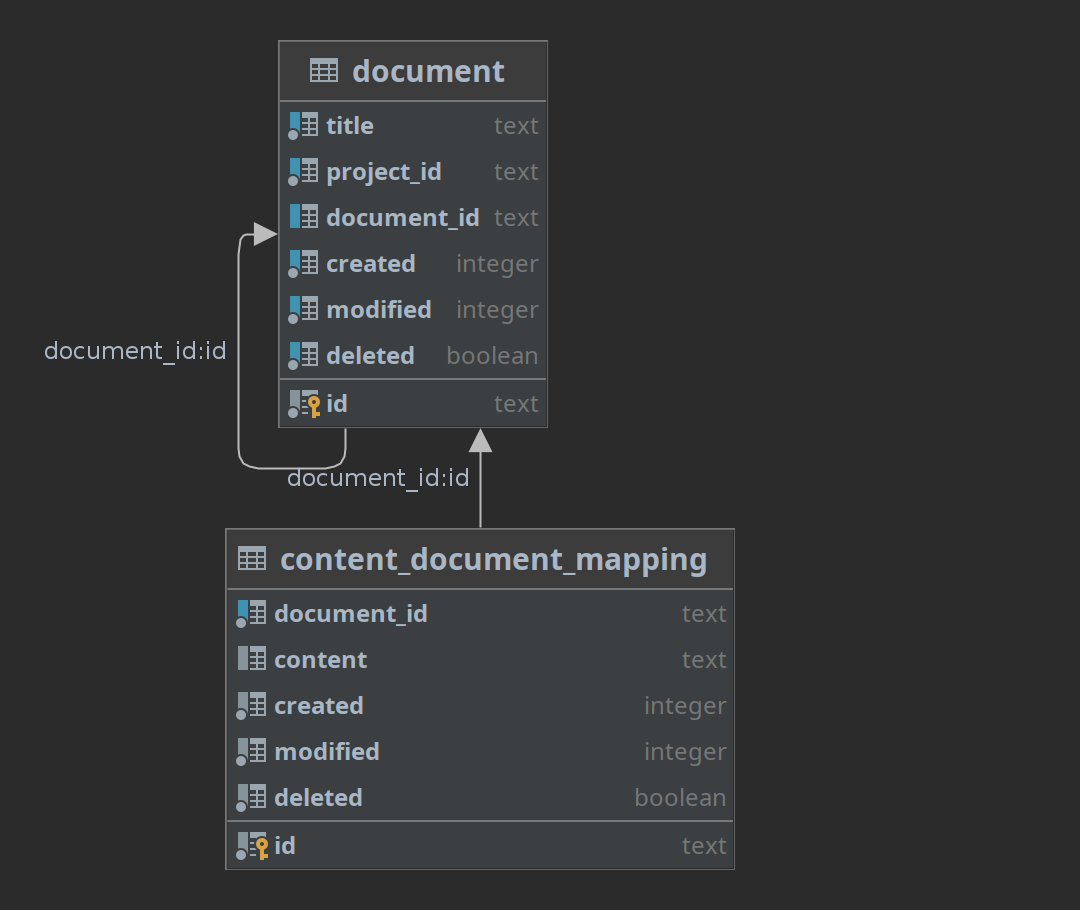 document
title text
project_id text
document_id text
created integer
modified integer
deleted boolean
id text
document_id:id
document_id:id
content_document_mapping
document_id text
content text
created integer
modified integer
deleted boolean
id text